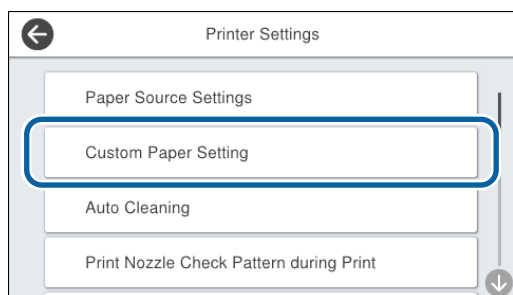 Printer Settings
Paper Source Settings
Custom Paper Setting
Auto Cleaning
Print Nozzle Check Pattern during Print